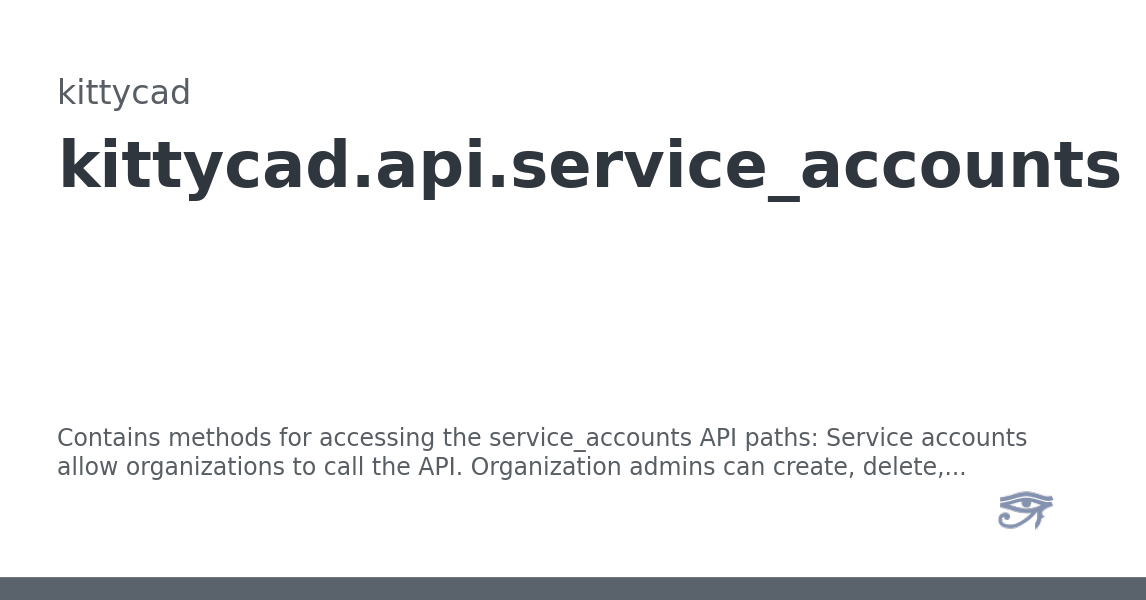 kittycad
kittycad.api.service_accounts
Contains methods for accessing the service_accounts API paths: Service accounts
allow organizations to call the API. Organization admins can create, delete,...